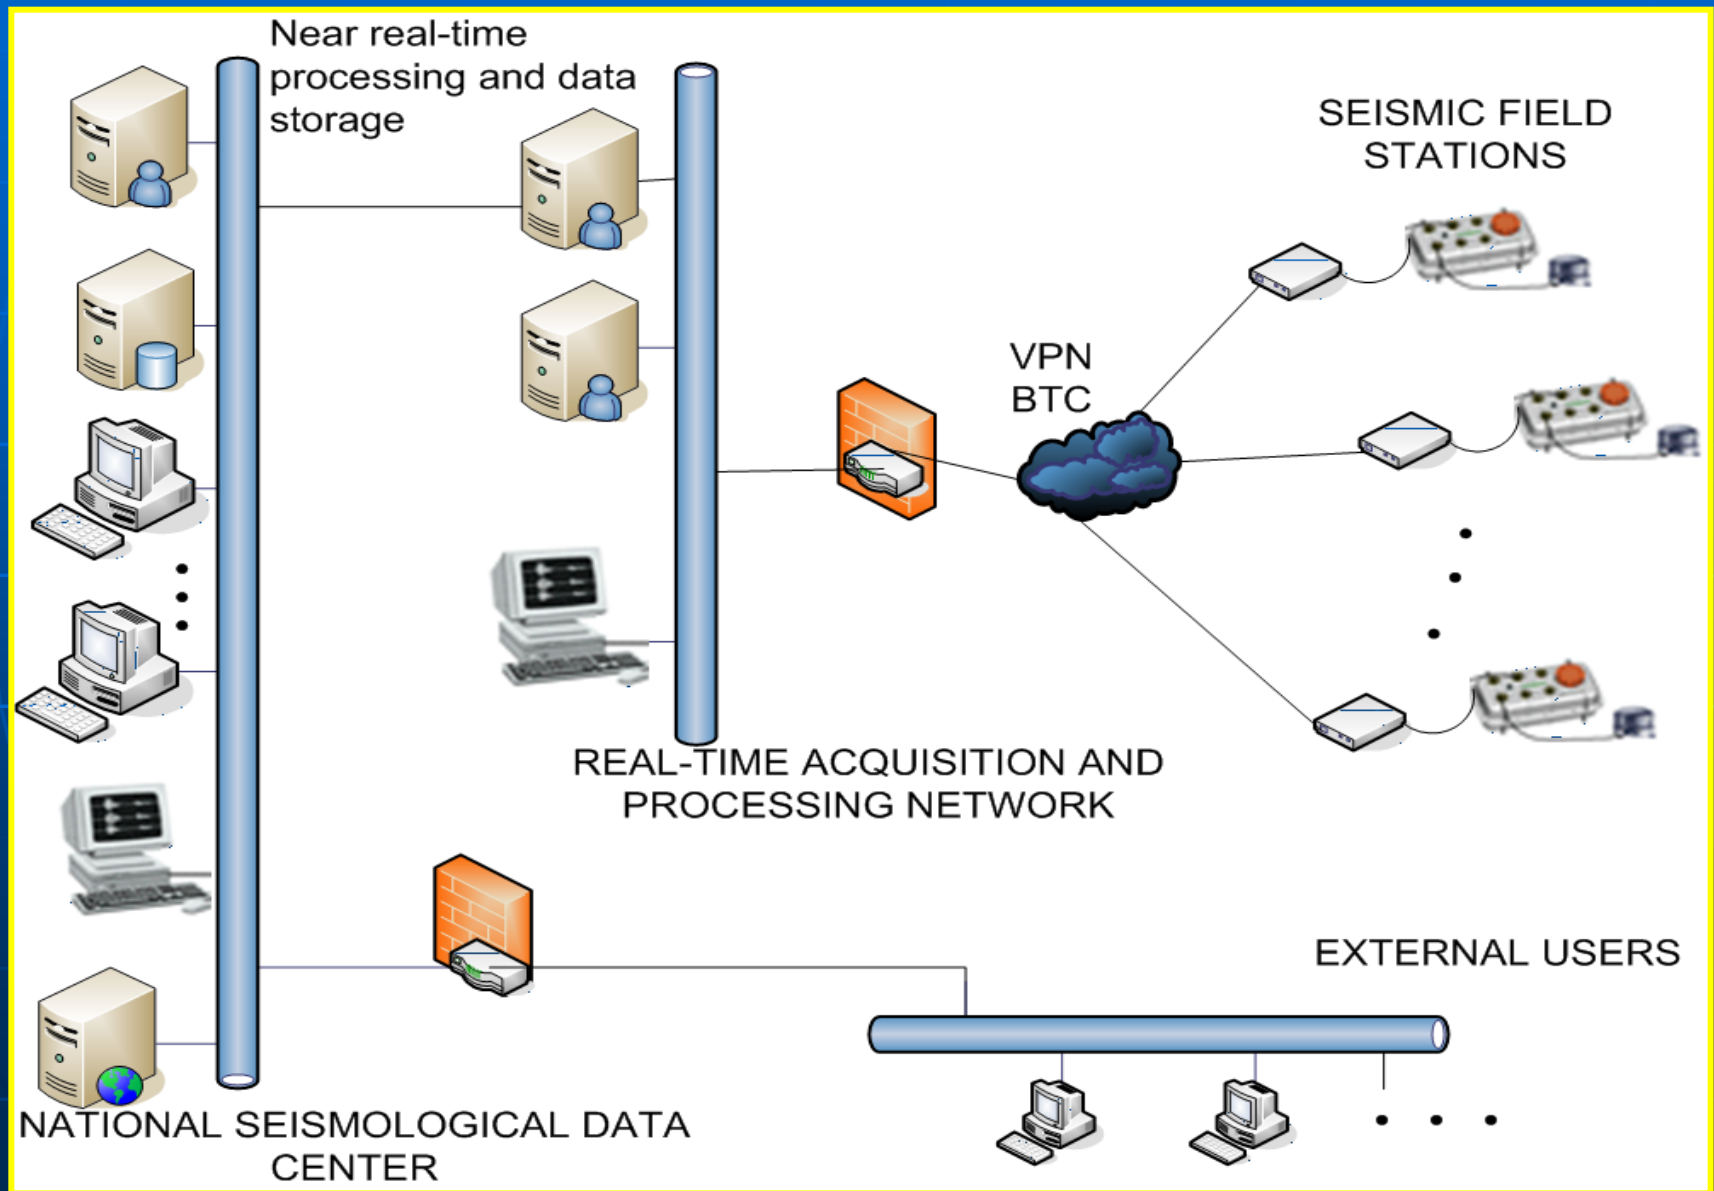 Near real-time
processing and data
storage
SEISMIC FIELD
STATIONS
VPN
BTC
REAL-TIME ACQUISITION AND
PROCESSING NETWORK
EXTERNAL USERS
NATIONAL SEISMOLOGICAL DATA
CENTER